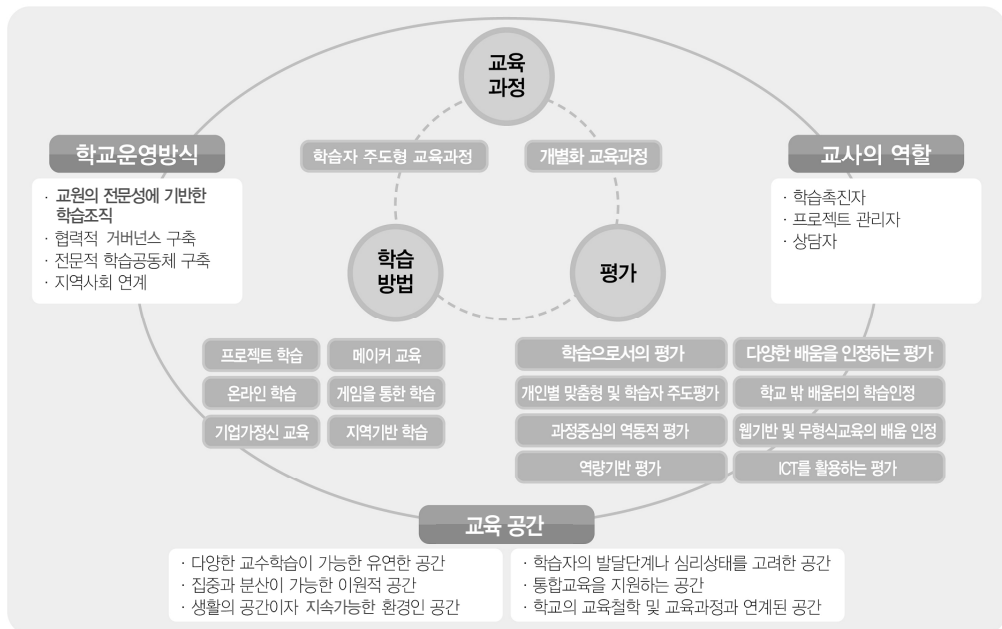 교육
과정
학습자 주도형 교육과정
개별화 교육과정
학교운영방식
· 교원의 전문성에 기반한
학습조직
· 협력적 거버넌스 구축
· 전문적 학습공동체 구축
· 지역사회 연계
교사의 역할
· 학습촉진자
· 프로젝트 관리자
· 상담자
학습
방법
평가
프로젝트 학습
메이커 교육
온라인 학습
게임을 통한 학습
기업가정신 교육
지역기반 학습
학습으로서의 평가
다양한 배움을 인정하는 평가
개인별 맞춤형 및 학습자 주도평가
학교 밖 배움터의 학습인정
과정중심의 역동적 평가
웹기반 및 무형식교육의 배움 인정
역량기반 평가
ICT를 활용하는 평가
교육 공간
· 다양한 교수학습이 가능한 유연한 공간
· 집중과 분산이 가능한 이원적 공간
· 생활의 공간이자 지속가능한 환경인 공간
· 학습자의 발달단계나 심리상태를 고려한 공간
· 통합교육을 지원하는 공간
· 학교의 교육철학 및 교육과정과 연계된 공간